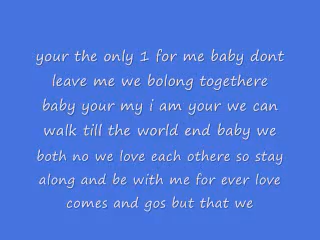 your the only 1 for me baby dont
leave me we bolong togethere
baby your my i am your we can
walk till the world end baby we
both no we love each othere so stay
along and be with me for ever love
comes and gos but that we